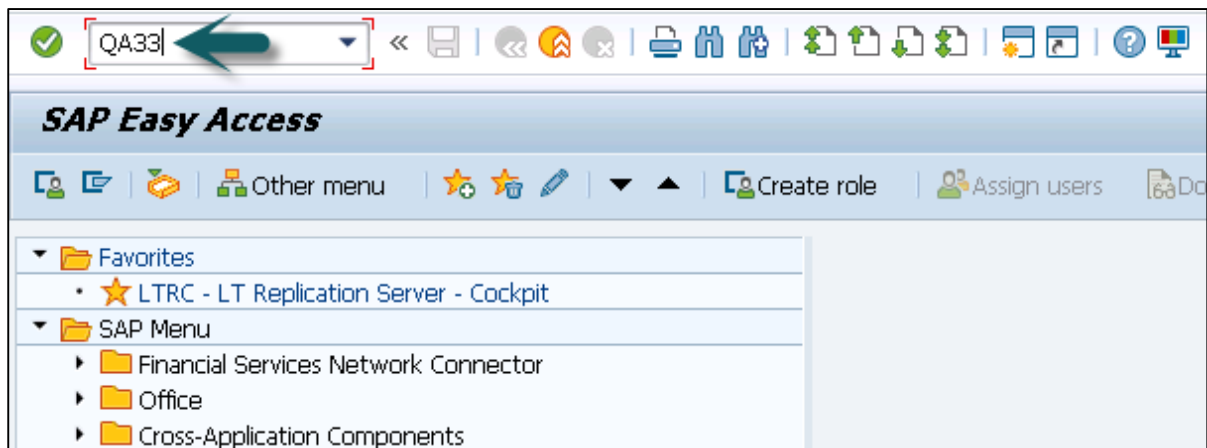 QA33
SAP Easy Access
Other menu Create role Assign users Do
Favorites
LTRC - LT Replication Server - Cockpit
SAP Menu
Financial Services Network Connector
Office
Cross-Application Components